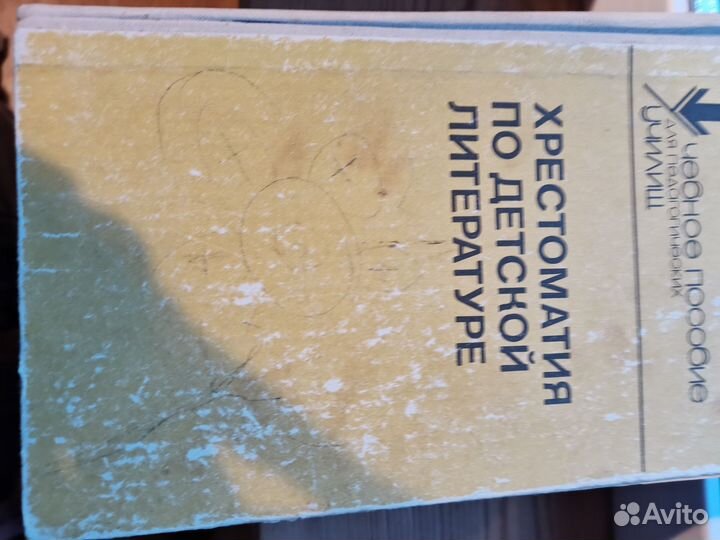 учебное пособие
для педагогических
училищ
ХРЕСТОМАТИЯ
ПО ДЕТСКОЙ
ЛИТЕРАТУРЕ
Avito